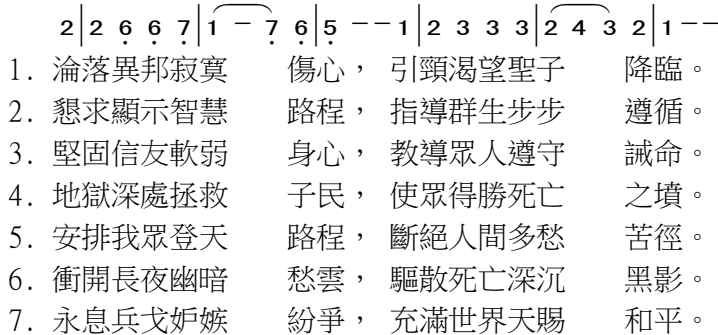 2|2 6̣ 6̣ 7̣|1 – 7̣ 6̣|5̣ – – 1|2 3 3 3|2 4 3 2|1 – –
1. 淪落異邦寂寞 傷心， 引頸渴望聖子 降臨。
2. 懇求顯示智慧 路程， 指導群生步步 遵循。
3. 堅固信友軟弱 身心， 教導眾人遵守 誡命。
4. 地獄深處拯救 子民， 使眾得勝死亡 之墳。
5. 安排我眾登天 路程， 斷絕人間多愁 苦徑。
6. 衝開長夜幽暗 愁雲， 驅散死亡深沉 黑影。
7. 永息兵戈妒嫉 紛爭， 充滿世界天賜 和平。